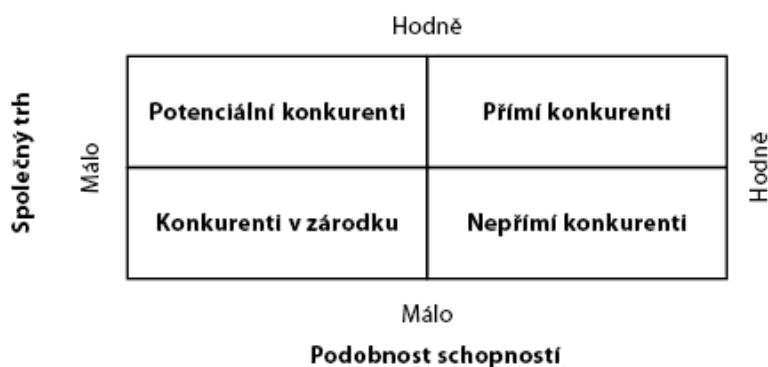 Hodně
Společný trh
Málo
Potenciální konkurenti
Přímí konkurenti
Hodně
Konkurenti v zárodku
Nepřímí konkurenti
Málo
Podobnost schopností